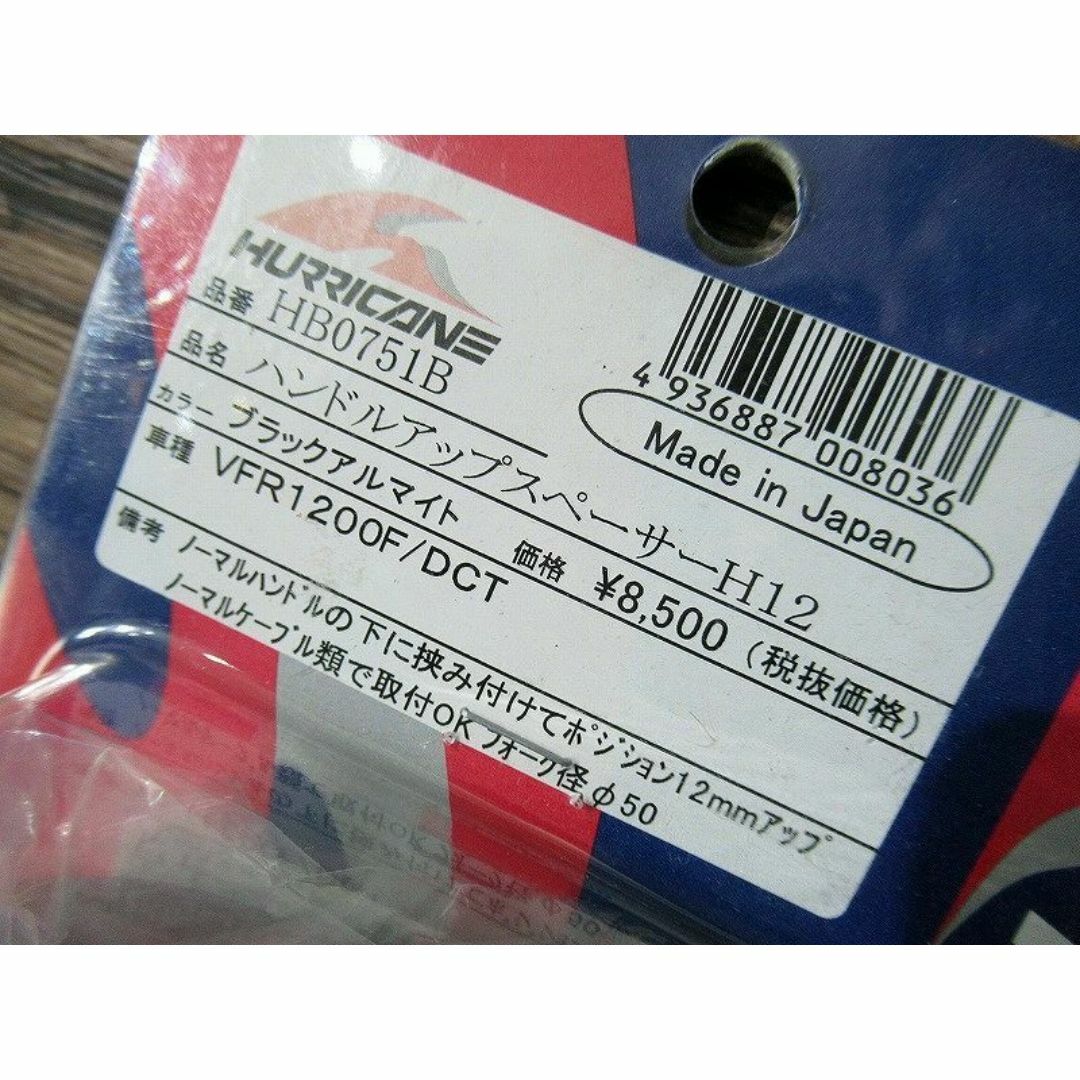 HURRICANE
品番 HB0751B
4 936887 008036
Made in Japan
品名 ハンドルアップスペーサーH12
カラー ブラックアルマイト 価格 ¥8,500 (税抜価格)
車種 VFR1200F/DCT
備考 ノーマルハンドルの下に挟み付けてポジション12mmアップ
ノーマルケーブル類で取付OK フォーク径φ50